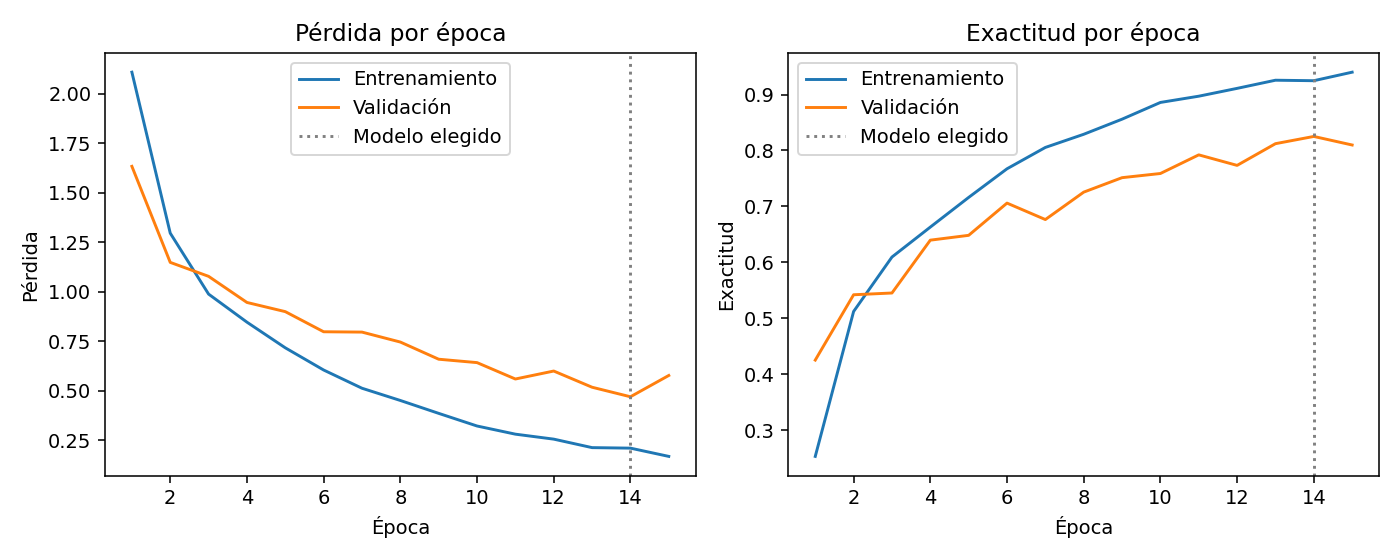 Pérdida por época
Pérdida
2.00
1.75
1.50
1.25
1.00
0.75
0.50
0.25
Entrenamiento
Validación
Modelo elegido
2 4 6 8 10 12 14
Época
Exactitud por época
Exactitud
0.9
0.8
0.7
0.6
0.5
0.4
0.3
Entrenamiento
Validación
Modelo elegido
2 4 6 8 10 12 14
Época